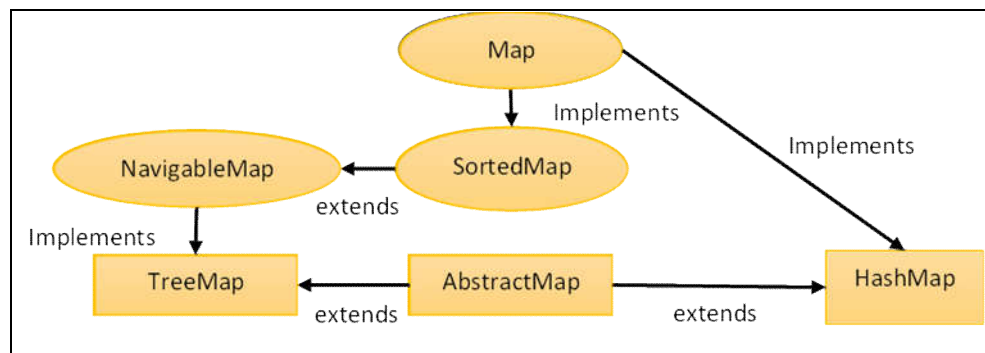 Map
Implements
Implements
NavigableMap
SortedMap
extends
Implements
TreeMap
AbstractMap
HashMap
extends
extends